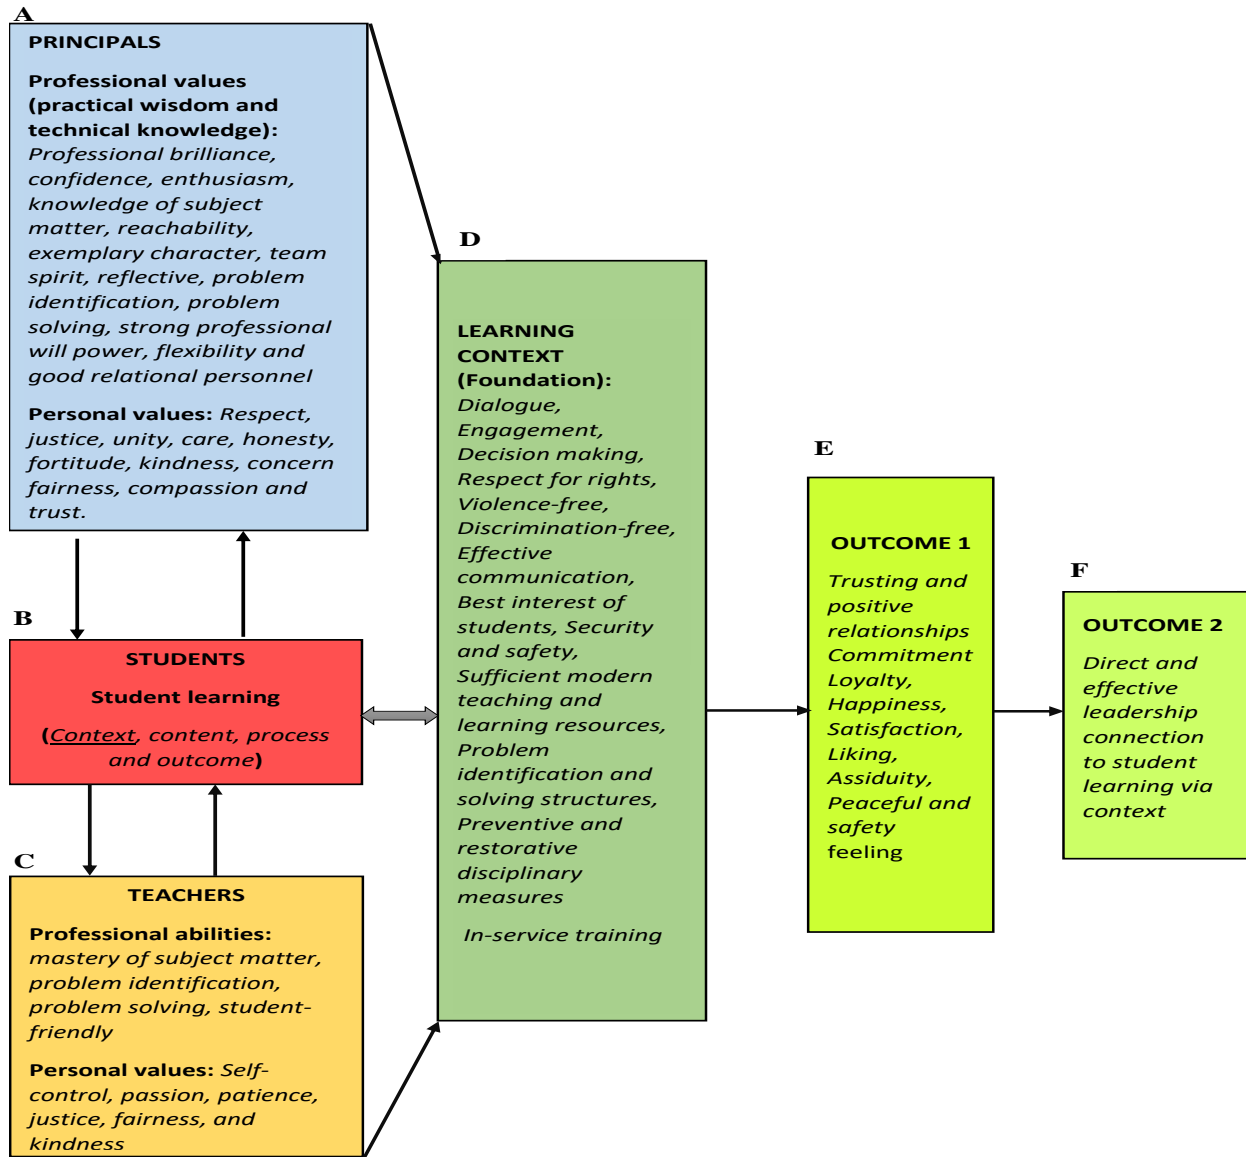 A
PRINCIPALS
Professional values
(practical wisdom and
technical knowledge):
Professional brilliance,
confidence, enthusiasm,
knowledge of subject
matter, reachability,
exemplary character, team
spirit, reflective, problem
identification, problem
solving, strong professional
will power, flexibility and
good relational personnel
Personal values: Respect,
justice, unity, care, honesty,
fortitude, kindness, concern
fairness, compassion and
trust.
B
STUDENTS
Student learning
(Context, content, process
and outcome)
C
TEACHERS
Professional abilities:
mastery of subject matter,
problem identification,
problem solving, student-
friendly
Personal values: Self-
control, passion, patience,
justice, fairness, and
kindness
D
LEARNING
CONTEXT
(Foundation):
Dialogue,
Engagement,
Decision making,
Respect for rights,
Violence-free,
Discrimination-free,
Effective
communication,
Best interest of
students, Security
and safety,
Sufficient modern
teaching and
learning resources,
Problem
identification and
solving structures,
Preventive and
restorative
disciplinary
measures
In-service training
E
OUTCOME 1
Trusting and
positive
relationships
Commitment
Loyalty,
Happiness,
Satisfaction,
Liking,
Assiduity,
Peaceful and
safety
feeling
F
OUTCOME 2
Direct and
effective
leadership
connection
to student
learning via
context